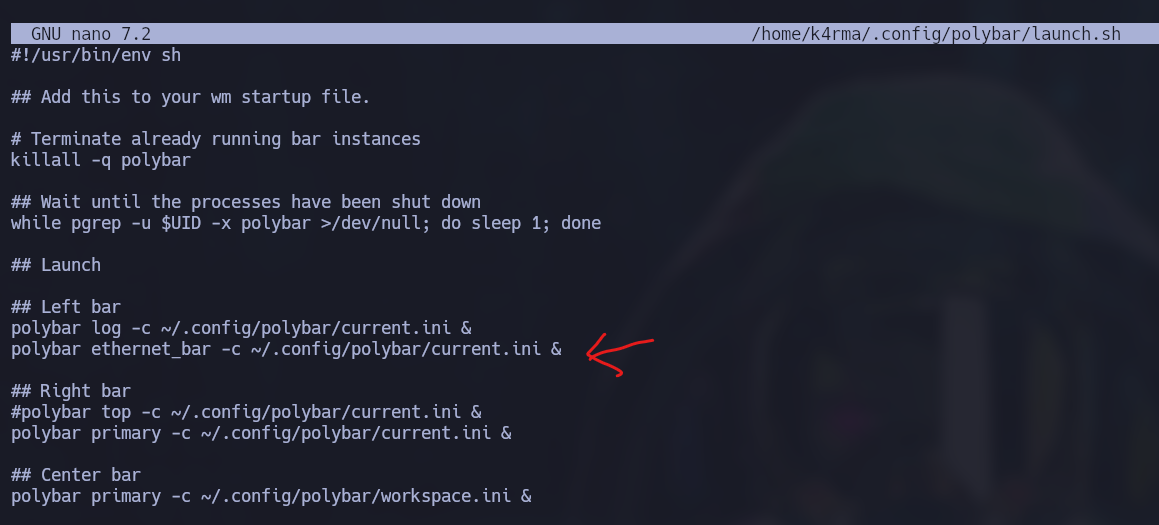 GNU nano 7.2 /home/k4rma/.config/polybar/launch.sh
#!/usr/bin/env sh
## Add this to your wm startup file.
# Terminate already running bar instances
killall -q polybar
## Wait until the processes have been shut down
while pgrep -u $UID -x polybar >/dev/null; do sleep 1; done
## Launch
## Left bar
polybar log -c ~/.config/polybar/current.ini &
polybar ethernet_bar -c ~/.config/polybar/current.ini &
## Right bar
#polybar top -c ~/.config/polybar/current.ini &
polybar primary -c ~/.config/polybar/current.ini &
## Center bar
polybar primary -c ~/.config/polybar/workspace.ini &